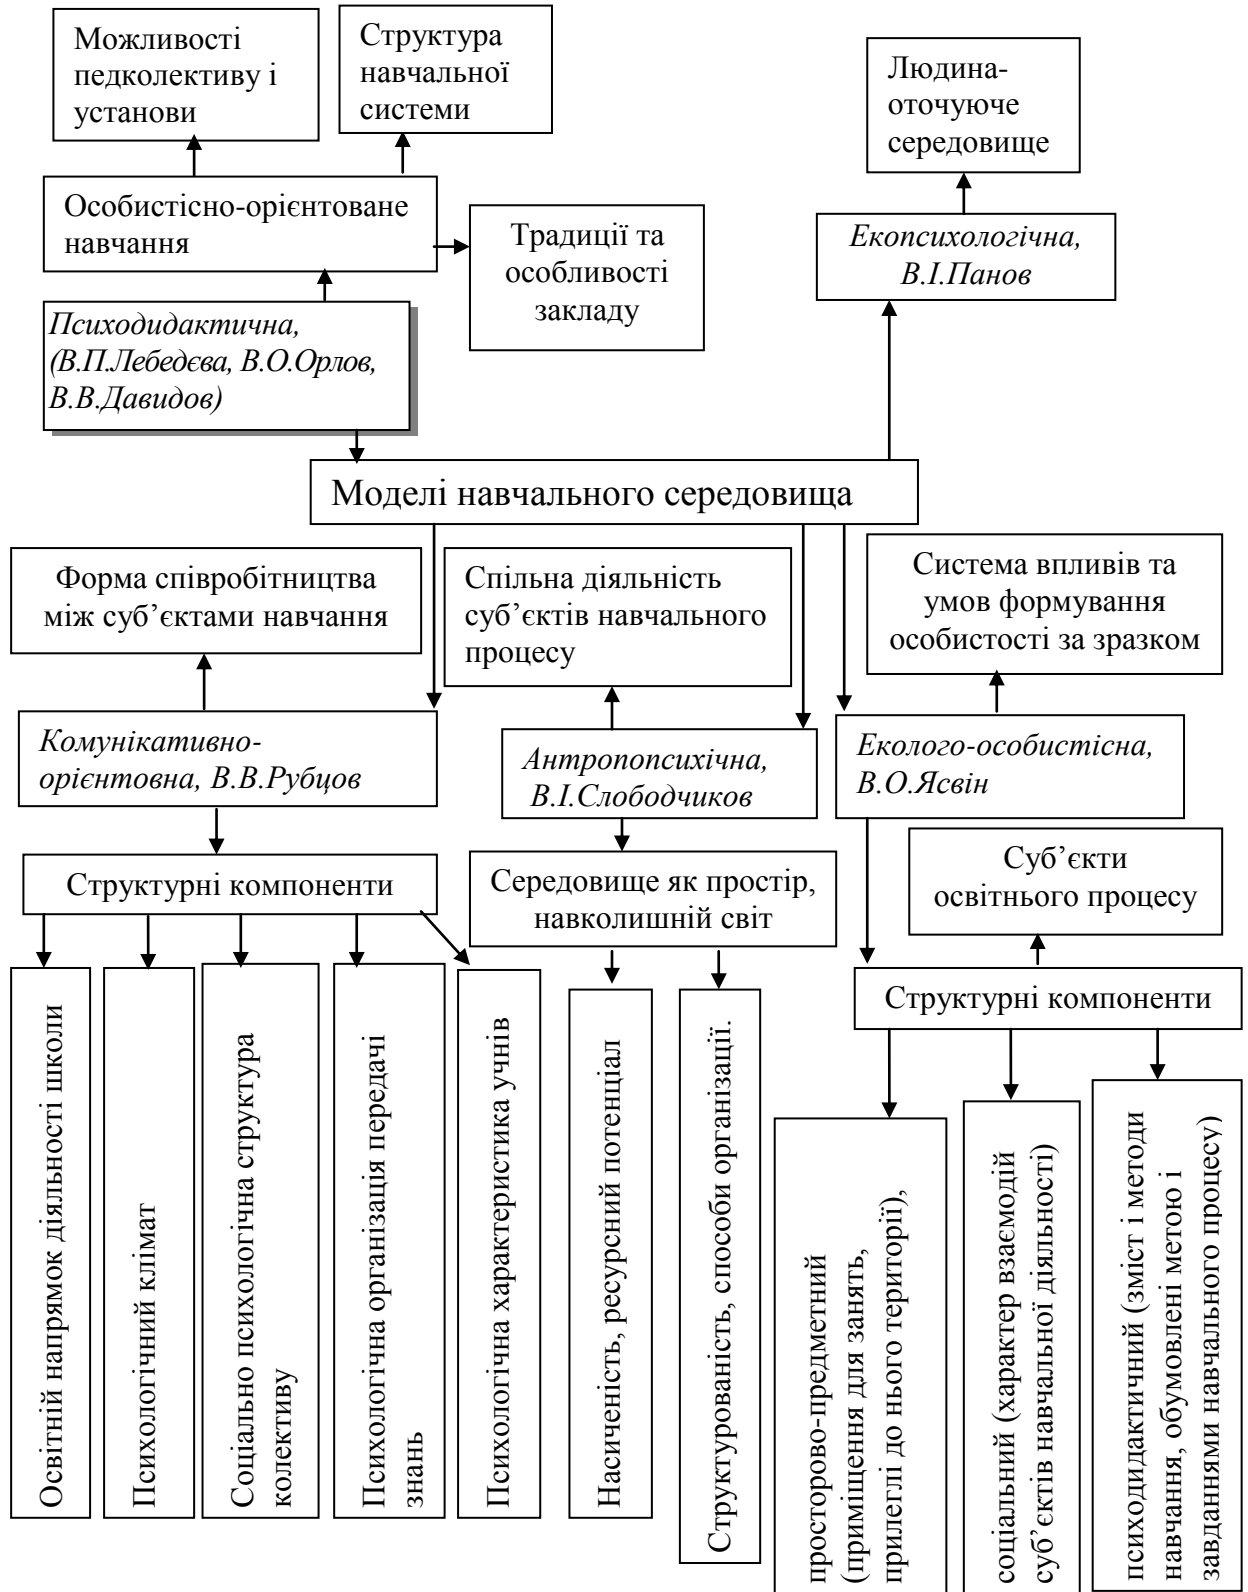 Можливості
педколективу і
установи
Структура
навчальної
системи
Людина-
оточуюче
середовище
Особистісно-орієнтоване
навчання
Традиції та
особливості
закладу
Екопсихологічна,
В.І.Панов
Психодидактична,
(В.П.Лебедєва, В.О.Орлов,
В.В.Давидов)
Моделі навчального середовища
Форма співробітництва
між суб’єктами навчання
Спільна діяльність
суб’єктів навчального
процесу
Система впливів та
умов формування
особистості за зразком
Комунікативно-
орієнтовна, В.В.Рубцов
Антропопсихічна,
В.І.Слободчиков
Еколого-особистісна,
В.О.Ясвін
Структурні компоненти
Середовище як простір,
навколишній світ
Суб’єкти
освітнього процесу
Структурні компоненти
Освітній напрямок діяльності школи
Психологічний клімат
Соціально психологічна структура
колективу
Психологічна організація передачі
знань
Психологічна характеристика учнів
Насиченість, ресурсний потенціал
Структурованість, способи організації.
просторово-предметний
(приміщення для занять,
прилеглі до нього території),
соціальний (характер взаємодій
суб’єктів навчальної діяльності)
психодидактичний (зміст і методи
навчання, обумовлені метою і
завданнями навчального процесу)